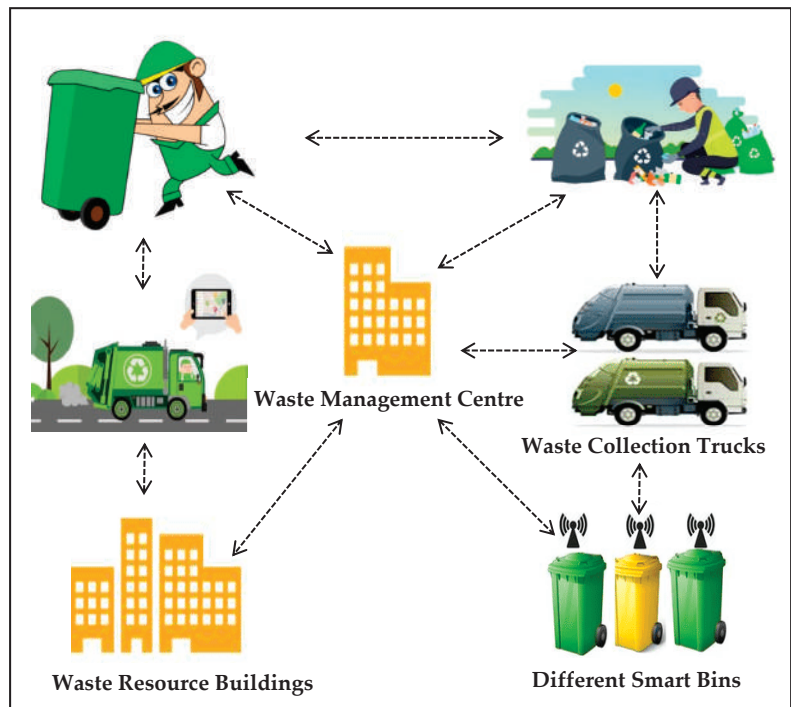 Waste Management Centre
Waste Collection Trucks
Waste Resource Buildings
Different Smart Bins